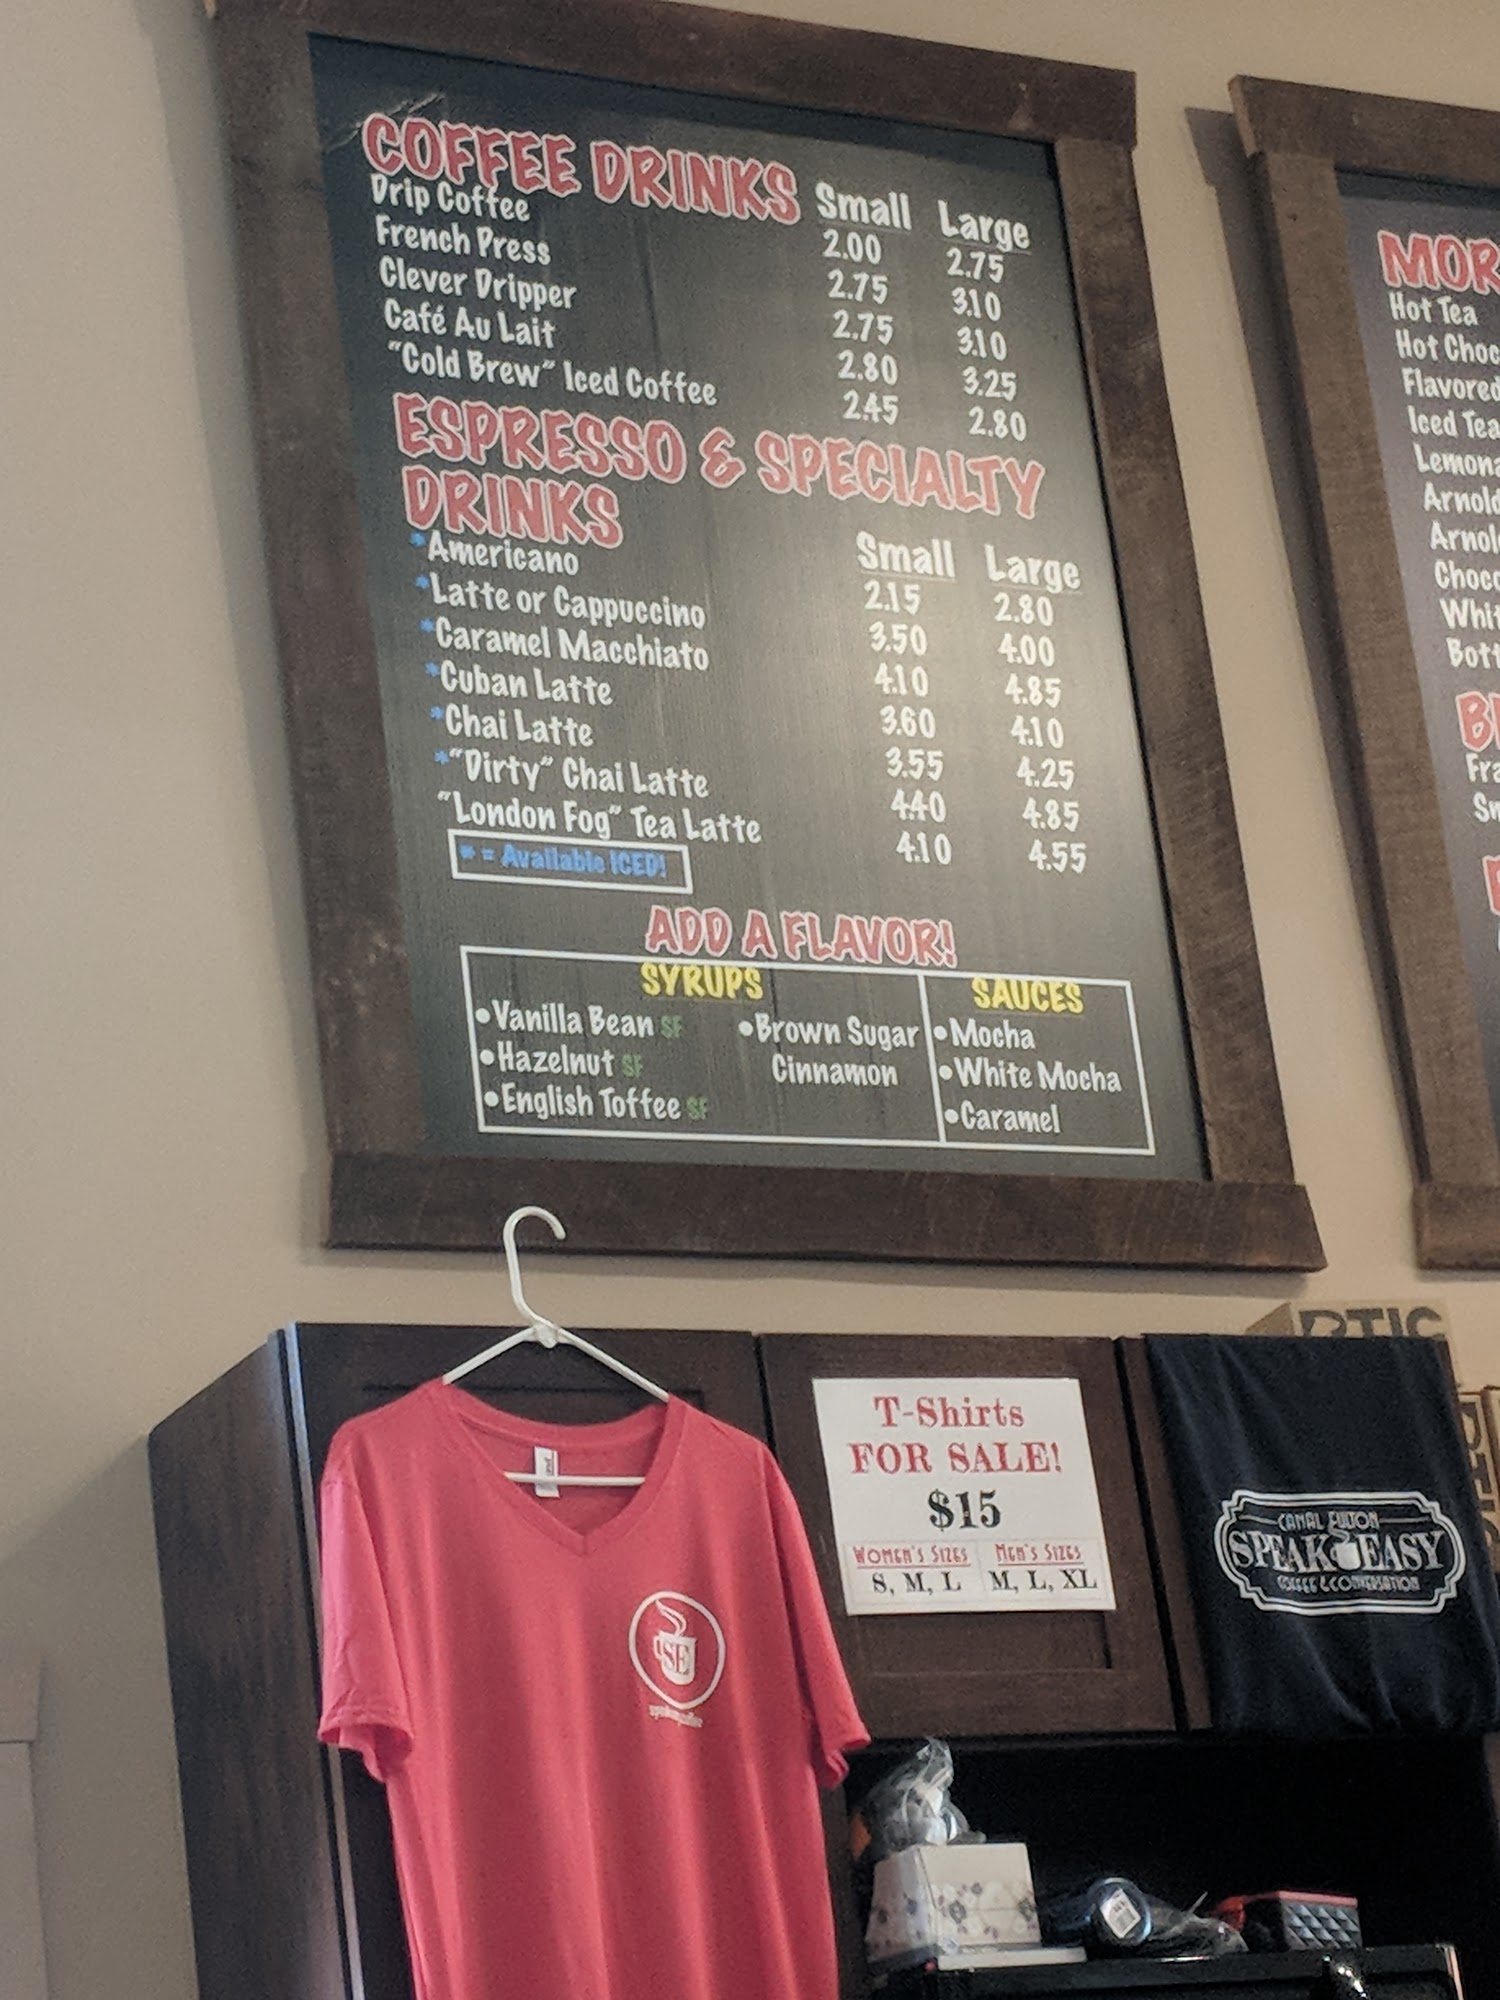 COFFEE DRINKS Small Large
Drip Coffee 2.00 2.75
French Press 2.75 3.10
Clever Dripper 2.75 3.10
Café Au Lait 2.80 3.25
"Cold Brew" Iced Coffee 2.45 2.80
ESPRESSO & SPECIALTY
DRINKS Small Large
*Americano 2.15 2.80
*Latte or Cappuccino 3.50 4.00
*Caramel Macchiato 4.10 4.85
*Cuban Latte 3.60 4.10
*Chai Latte 3.55 4.25
*"Dirty" Chai Latte 4.40 4.85
"London Fog" Tea Latte 4.10 4.55
* = Available ICED!
ADD A FLAVOR!
SYRUPS
•Vanilla Bean SF
•Hazelnut SF
•English Toffee SF
•Brown Sugar
Cinnamon
SAUCES
•Mocha
•White Mocha
•Caramel
MOR
Hot Tea
Hot Choc
Flavored
Iced Tea
Lemona
Arnold
Arnol
Choco
Whit
Bott
Fra
Sm
T-Shirts
FOR SALE!
$15
WOMEN'S SIZES
S, M, L
MEN'S SIZES
M, L, XL
SE
RTIC
CANAL FULTON
SPEAK EASY
COFFEE & CONVERSATION